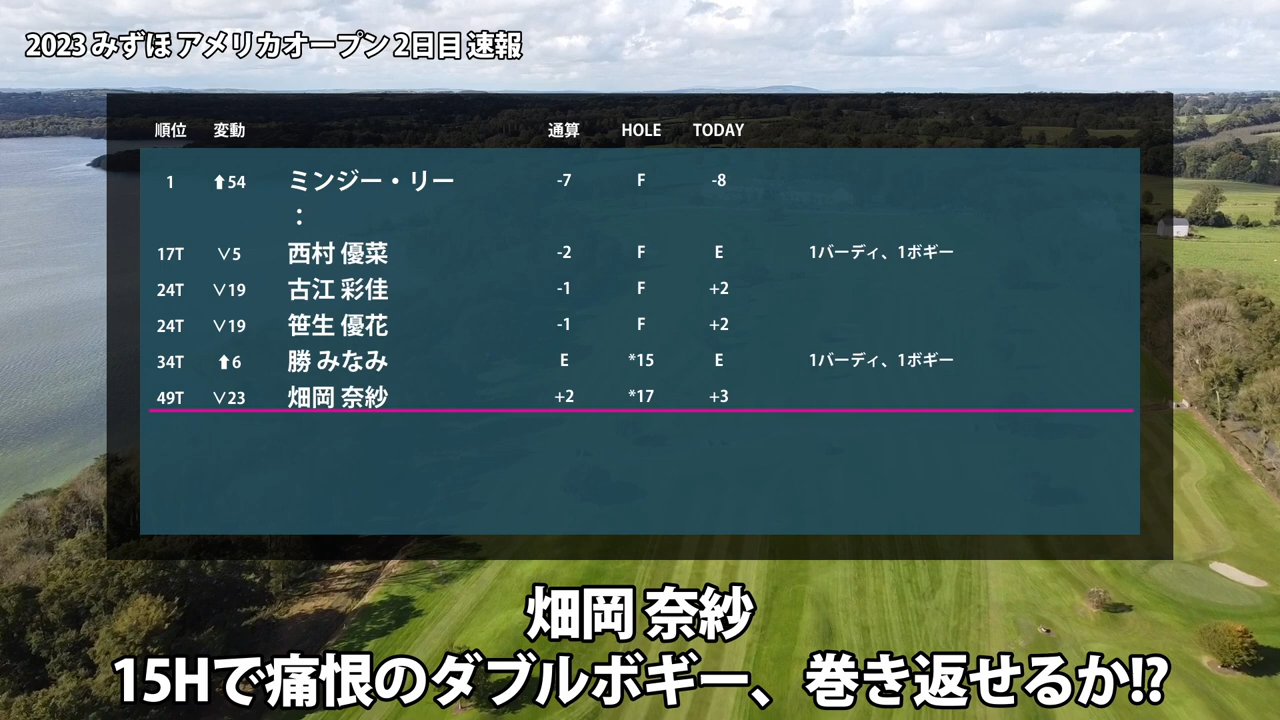 2023 みずほ アメリカオープン 2日目 速報
順位 変動 通算 HOLE TODAY
1 ⬆54 ミンジー・リー -7 F -8
：
17T ∨5 西村 優菜 -2 F E 1バーディ、1ボギー
24T ∨19 古江 彩佳 -1 F +2
24T ∨19 笹生 優花 -1 F +2
34T ⬆6 勝 みなみ E *15 E 1バーディ、1ボギー
49T ∨23 畑岡 奈紗 +2 *17 +3
畑岡 奈紗
15Hで痛恨のダブルボギー、巻き返せるか⁉